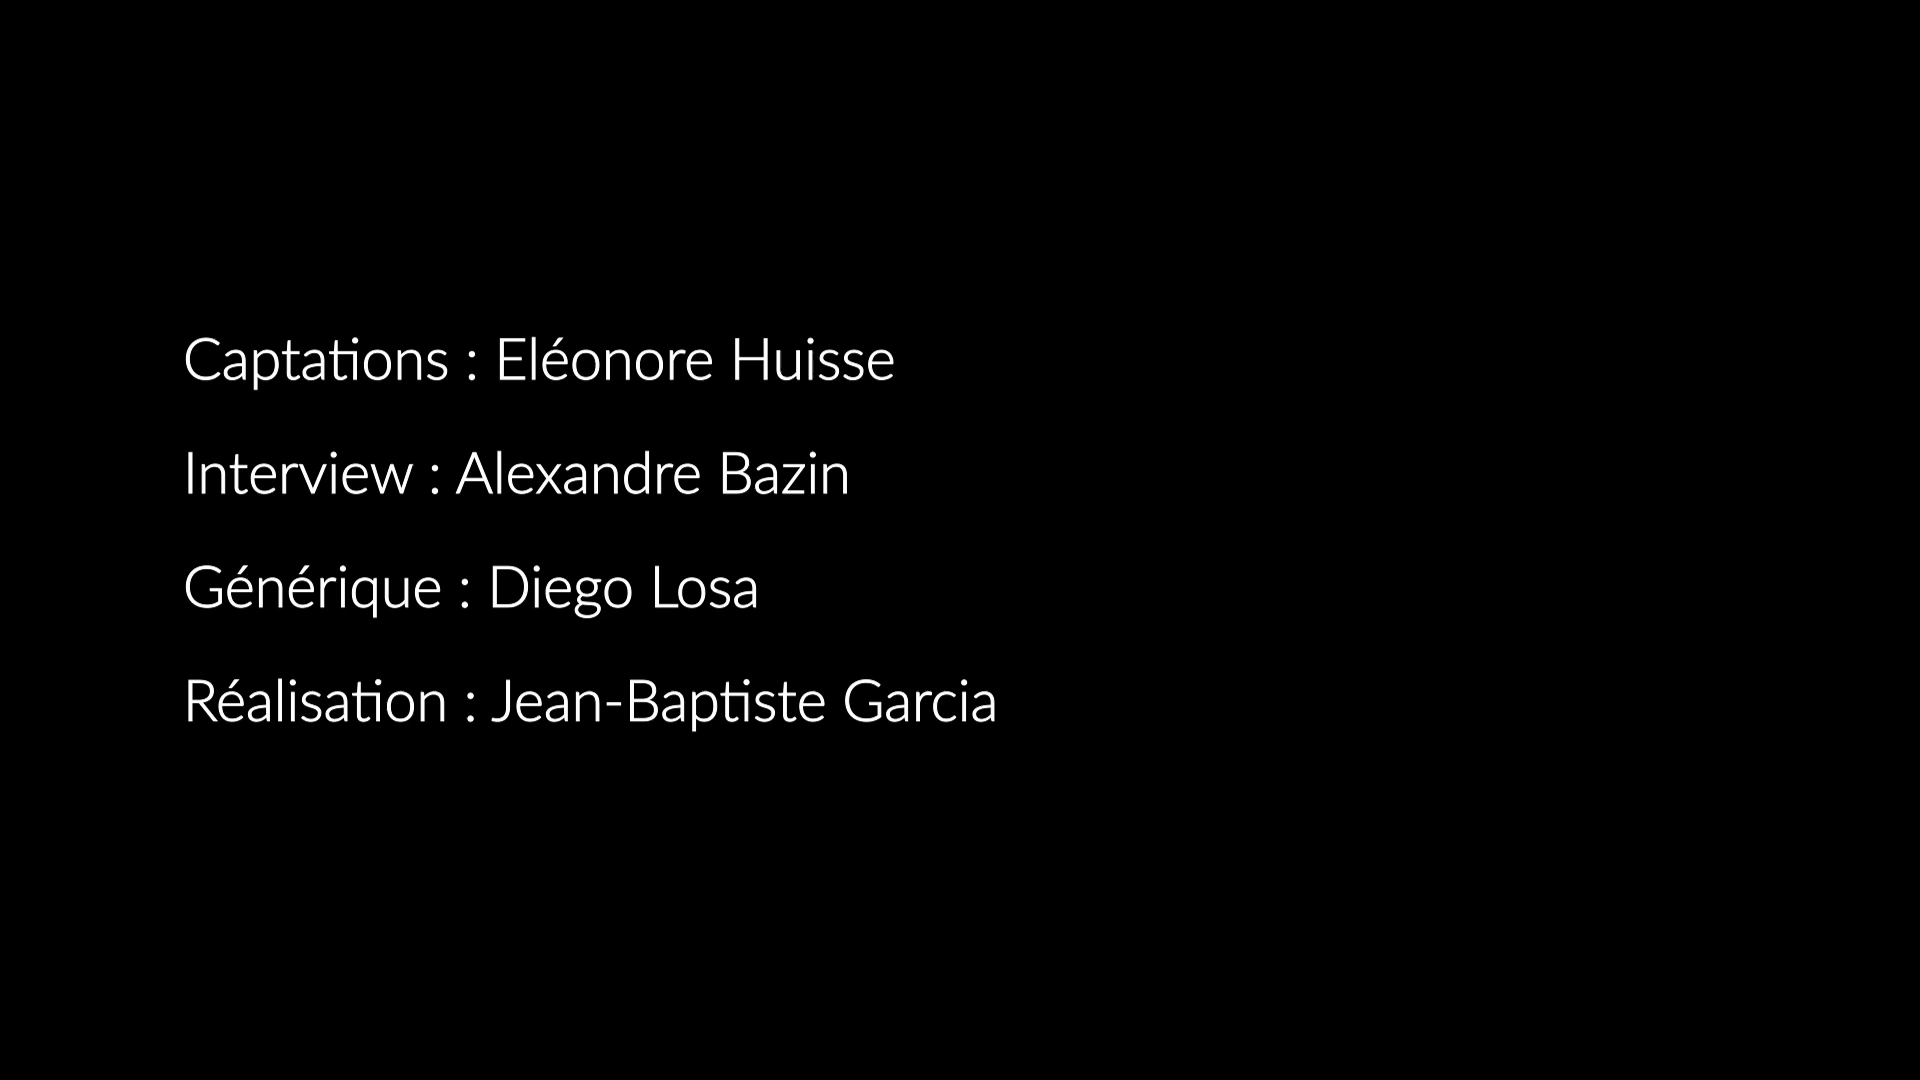 Captations : Eléonore Huisse
Interview : Alexandre Bazin
Générique : Diego Losa
Réalisation : Jean-Baptiste Garcia